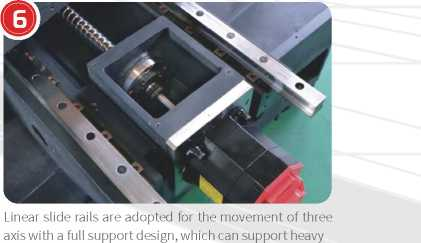 6
Linear slide rails are adopted for the movement of three
axis with a full support design, which can support heavy